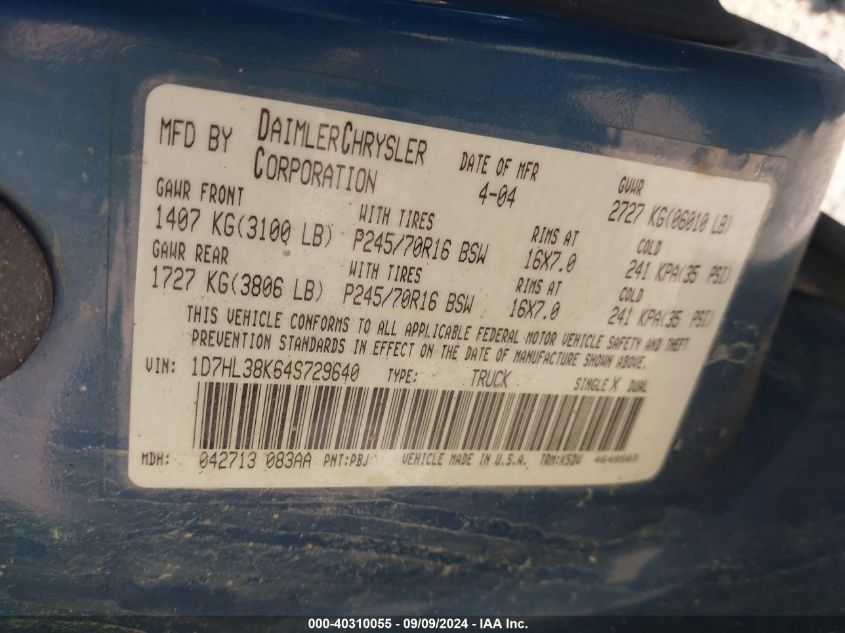 MFD BY DAIMLERCHRYSLER CORPORATION DATE OF MFR 4-04 GVWR 2727 KG(06010 LB)
GAWR FRONT WITH TIRES RIMS AT COLD
1407 KG(3100 LB) P245/70R16 BSW 16X7.0 241 KPA(35 PSI)
GAWR REAR WITH TIRES RIMS AT COLD
1727 KG(3806 LB) P245/70R16 BSW 16X7.0 241 KPA(35 PSI)
THIS VEHICLE CONFORMS TO ALL APPLICABLE FEDERAL MOTOR VEHICLE SAFETY AND THEFT
PREVENTION STANDARDS IN EFFECT ON THE DATE OF MANUFACTURE SHOWN ABOVE.
VIN: 1D7HL38K64S729640 TYPE: TRUCK SINGLE X DUAL
MDH: 042713 083AA PNT:PBJ VEHICLE MADE IN U.S.A. TRM:K5DV
000-40310055 - 09/09/2024 - IAA Inc.